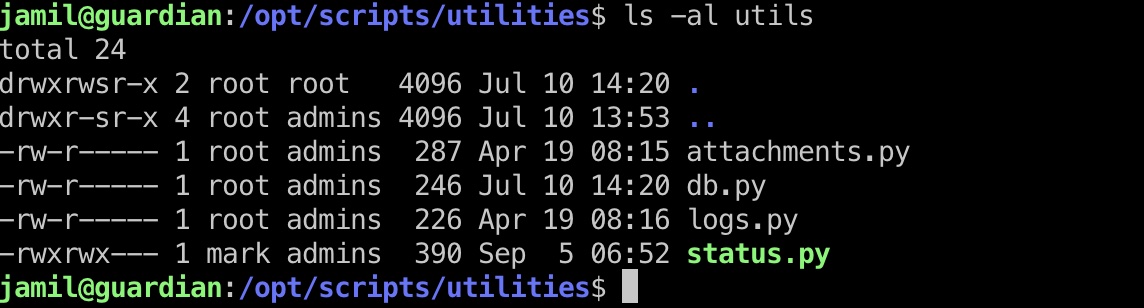 jamil@guardian:/opt/scripts/utilities$ ls -al utils
total 24
drwxrwsr-x 2 root root   4096 Jul 10 14:20 .
drwxr-sr-x 4 root admins 4096 Jul 10 13:53 ..
-rw-r----- 1 root admins  287 Apr 19 08:15 attachments.py
-rw-r----- 1 root admins  246 Jul 10 14:20 db.py
-rw-r----- 1 root admins  226 Apr 19 08:16 logs.py
-rwxrwx--- 1 mark admins  390 Sep  5 06:52 status.py
jamil@guardian:/opt/scripts/utilities$